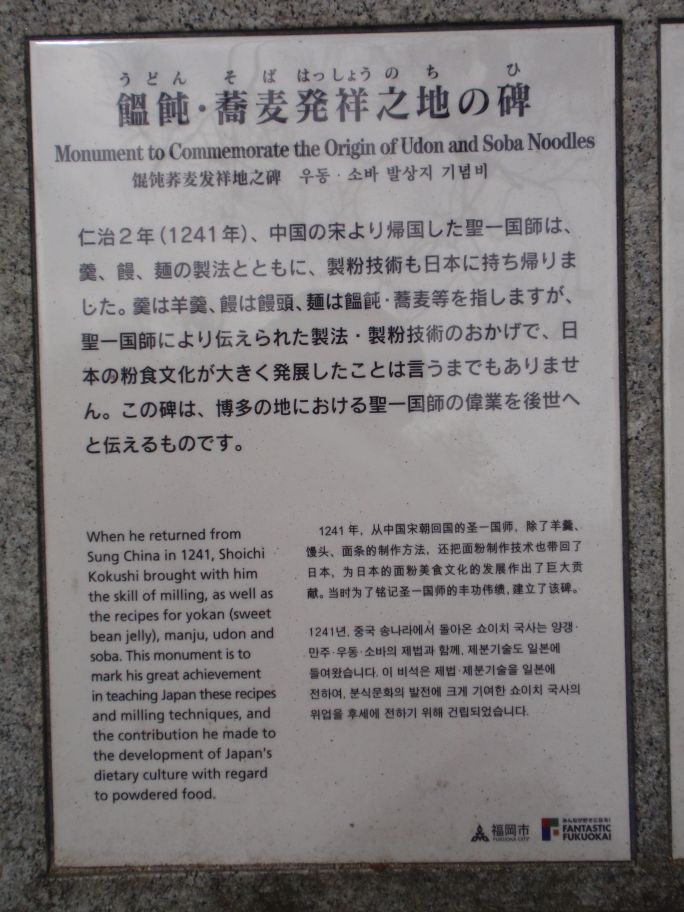 うどん そば はっしょう の ち ひ
饂飩・蕎麦発祥之地の碑
Monument to Commemorate the Origin of Udon and Soba Noodles
馄饨荞麦发祥地之碑 우동・소바 발상지 기념비
仁治2年(1241年)、中国の宋より帰国した聖一国師は、
羹、饅、麺の製法とともに、製粉技術も日本に持ち帰りま
した。羹は羊羹、饅は饅頭、麺は饂飩・蕎麦等を指しますが、
聖一国師により伝えられた製法・製粉技術のおかげで、日
本の粉食文化が大きく発展したことは言うまでもありませ
ん。この碑は、博多の地における聖一国師の偉業を後世へ
と伝えるものです。
When he returned from
Sung China in 1241, Shoichi
Kokushi brought with him
the skill of milling, as well as
the recipes for yokan (sweet
bean jelly), manju, udon and
soba. This monument is to
mark his great achievement
in teaching Japan these recipes
and milling techniques, and
the contribution he made to
the development of Japan's
dietary culture with regard
to powdered food.
1241年，从中国宋朝回国的圣一国师，除了羊羹、
馒头、面条的制作方法，还把面粉制作技术也带回了
日本，为日本的面粉美食文化的发展作出了巨大贡
献。当时为了铭记圣一国师的丰功伟绩，建立了该碑。
1241년, 중국 송나라에서 돌아온 쇼이치 국사는 양갱·
만주·우동·소바의 제법과 함께, 제분기술도 일본에
들여왔습니다. 이 비석은 제법·제분기술을 일본에
전하여, 분식문화의 발전에 크게 기여한 쇼이치 국사의
위업을 후세에 전하기 위해 건립되었습니다.
福岡市
FUKUOKA CITY
みんなが好きになる!
FANTASTIC
FUKUOKA!